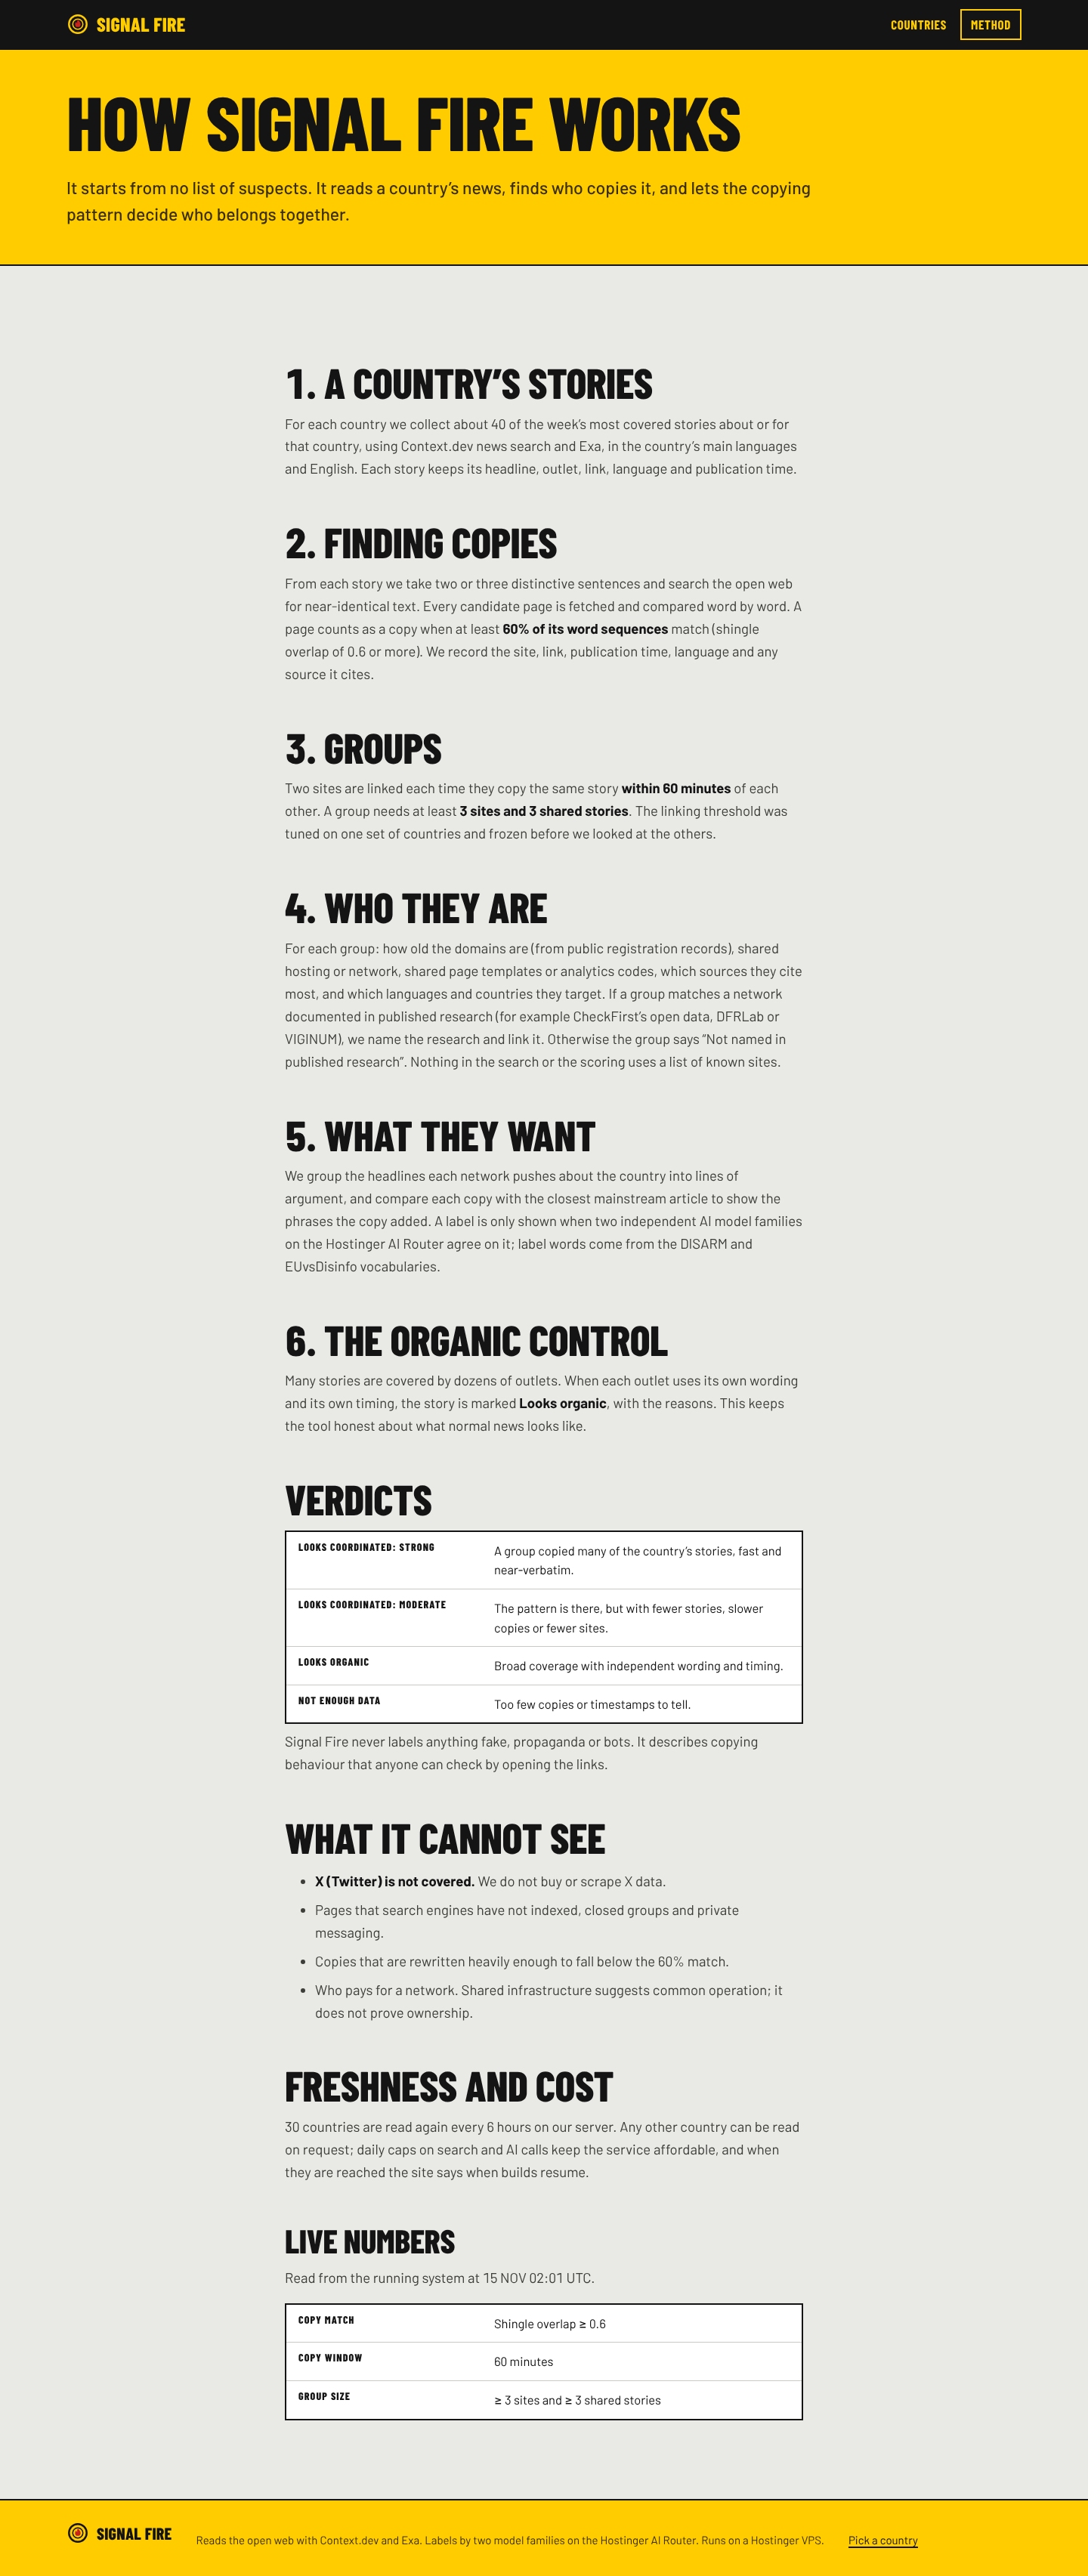 SIGNAL FIRE
COUNTRIES
METHOD
HOW SIGNAL FIRE WORKS
It starts from no list of suspects. It reads a country’s news, finds who copies it, and lets the copying
pattern decide who belongs together.
1. A COUNTRY’S STORIES
For each country we collect about 40 of the week’s most covered stories about or for
that country, using Context.dev news search and Exa, in the country’s main languages
and English. Each story keeps its headline, outlet, link, language and publication time.
2. FINDING COPIES
From each story we take two or three distinctive sentences and search the open web
for near-identical text. Every candidate page is fetched and compared word by word. A
page counts as a copy when at least 60% of its word sequences match (shingle
overlap of 0.6 or more). We record the site, link, publication time, language and any
source it cites.
3. GROUPS
Two sites are linked each time they copy the same story within 60 minutes of each
other. A group needs at least 3 sites and 3 shared stories. The linking threshold was
tuned on one set of countries and frozen before we looked at the others.
4. WHO THEY ARE
For each group: how old the domains are (from public registration records), shared
hosting or network, shared page templates or analytics codes, which sources they cite
most, and which languages and countries they target. If a group matches a network
documented in published research (for example CheckFirst’s open data, DFRLab or
VIGINUM), we name the research and link it. Otherwise the group says “Not named in
published research”. Nothing in the search or the scoring uses a list of known sites.
5. WHAT THEY WANT
We group the headlines each network pushes about the country into lines of
argument, and compare each copy with the closest mainstream article to show the
phrases the copy added. A label is only shown when two independent AI model families
on the Hostinger AI Router agree on it; label words come from the DISARM and
EUvsDisinfo vocabularies.
6. THE ORGANIC CONTROL
Many stories are covered by dozens of outlets. When each outlet uses its own wording
and its own timing, the story is marked Looks organic, with the reasons. This keeps
the tool honest about what normal news looks like.
VERDICTS
LOOKS COORDINATED: STRONG
A group copied many of the country’s stories, fast and
near-verbatim.
LOOKS COORDINATED: MODERATE
The pattern is there, but with fewer stories, slower
copies or fewer sites.
LOOKS ORGANIC
Broad coverage with independent wording and timing.
NOT ENOUGH DATA
Too few copies or timestamps to tell.
Signal Fire never labels anything fake, propaganda or bots. It describes copying
behaviour that anyone can check by opening the links.
WHAT IT CANNOT SEE
• X (Twitter) is not covered. We do not buy or scrape X data.
• Pages that search engines have not indexed, closed groups and private
messaging.
• Copies that are rewritten heavily enough to fall below the 60% match.
• Who pays for a network. Shared infrastructure suggests common operation; it
does not prove ownership.
FRESHNESS AND COST
30 countries are read again every 6 hours on our server. Any other country can be read
on request; daily caps on search and AI calls keep the service affordable, and when
they are reached the site says when builds resume.
LIVE NUMBERS
Read from the running system at 15 NOV 02:01 UTC.
COPY MATCH
Shingle overlap ≥ 0.6
COPY WINDOW
60 minutes
GROUP SIZE
≥ 3 sites and ≥ 3 shared stories
SIGNAL FIRE
Reads the open web with Context.dev and Exa. Labels by two model families on the Hostinger AI Router. Runs on a Hostinger VPS.
Pick a country